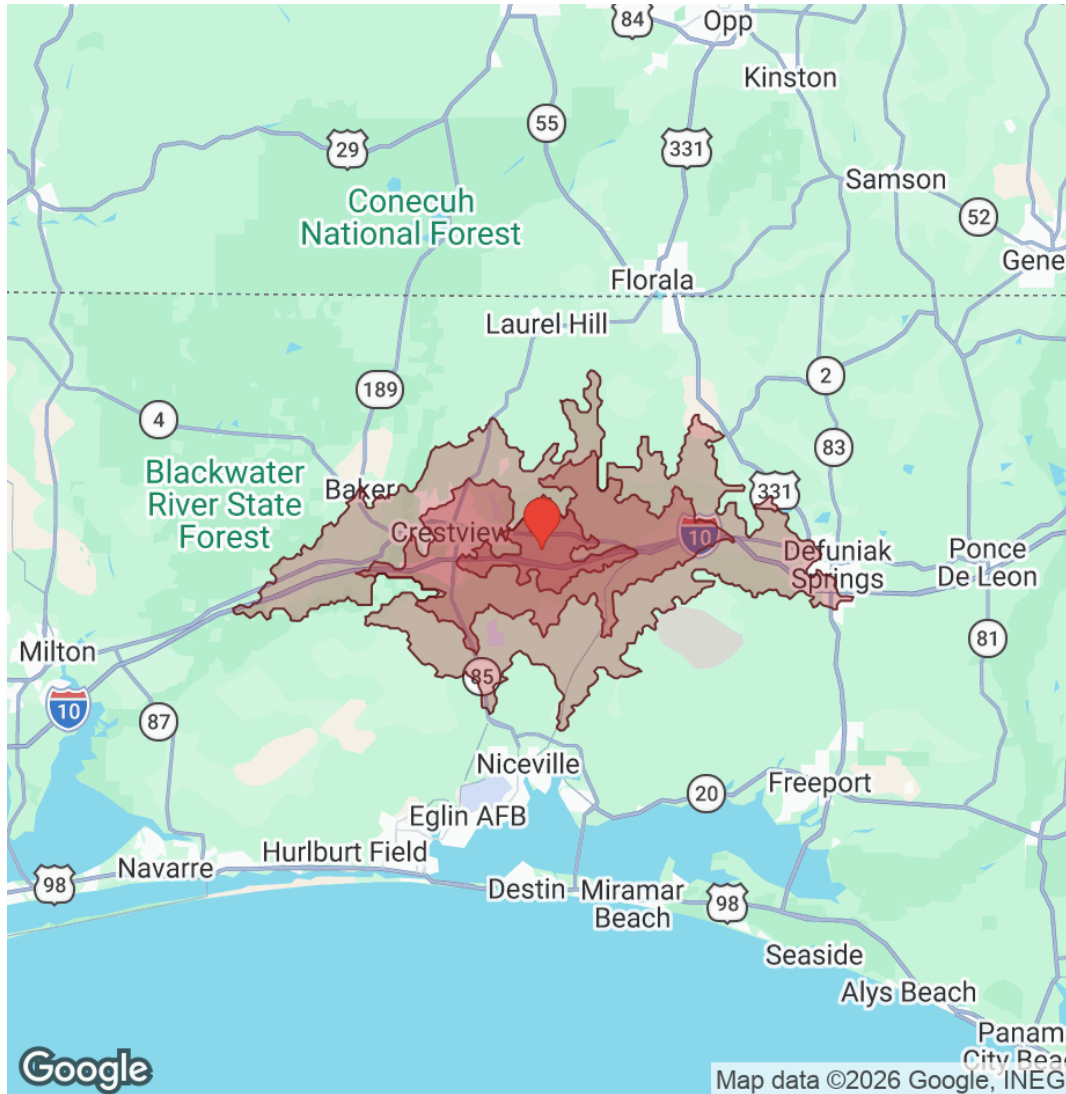 84
Opp
Kinston
55
29
331
Samson
Conecuh
National Forest
52
Gene
Florala
Laurel Hill
2
189
4
83
Blackwater
River State
Forest
Baker
331
Crestview
10
Defuniak
Springs
Ponce
De Leon
Milton
81
85
10
87
Niceville
Freeport
20
Eglin AFB
Hurlburt Field
Navarre
98
Destin
Miramar
Beach
98
Seaside
Alys Beach
Panam
City Bea
Google
Map data ©2026 Google, INEG